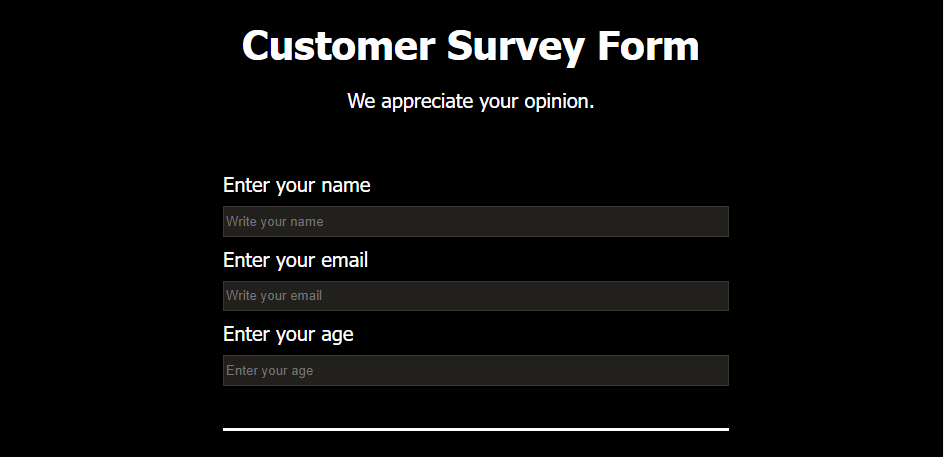 Customer Survey Form
We appreciate your opinion.
Enter your name
Write your name
Enter your email
Write your email
Enter your age
Enter your age